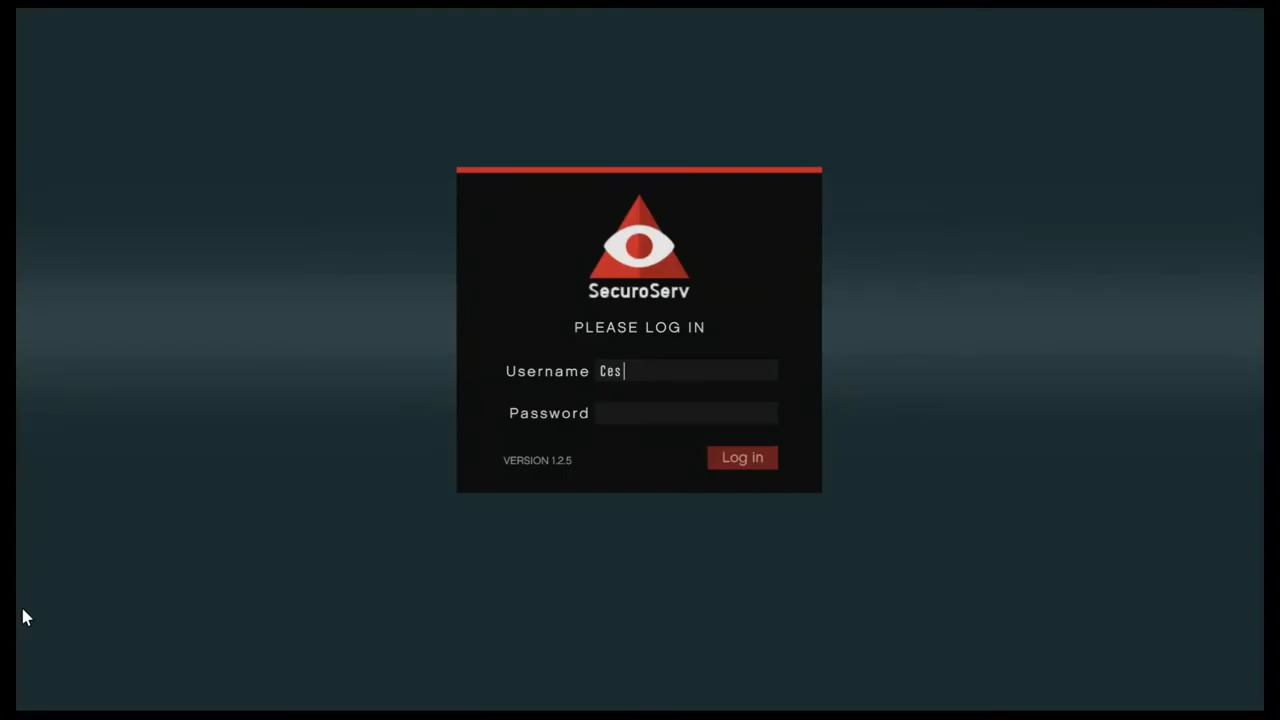 SecuroServ
PLEASE LOG IN
Username Ces
Password
VERSION 1.2.5 Log in